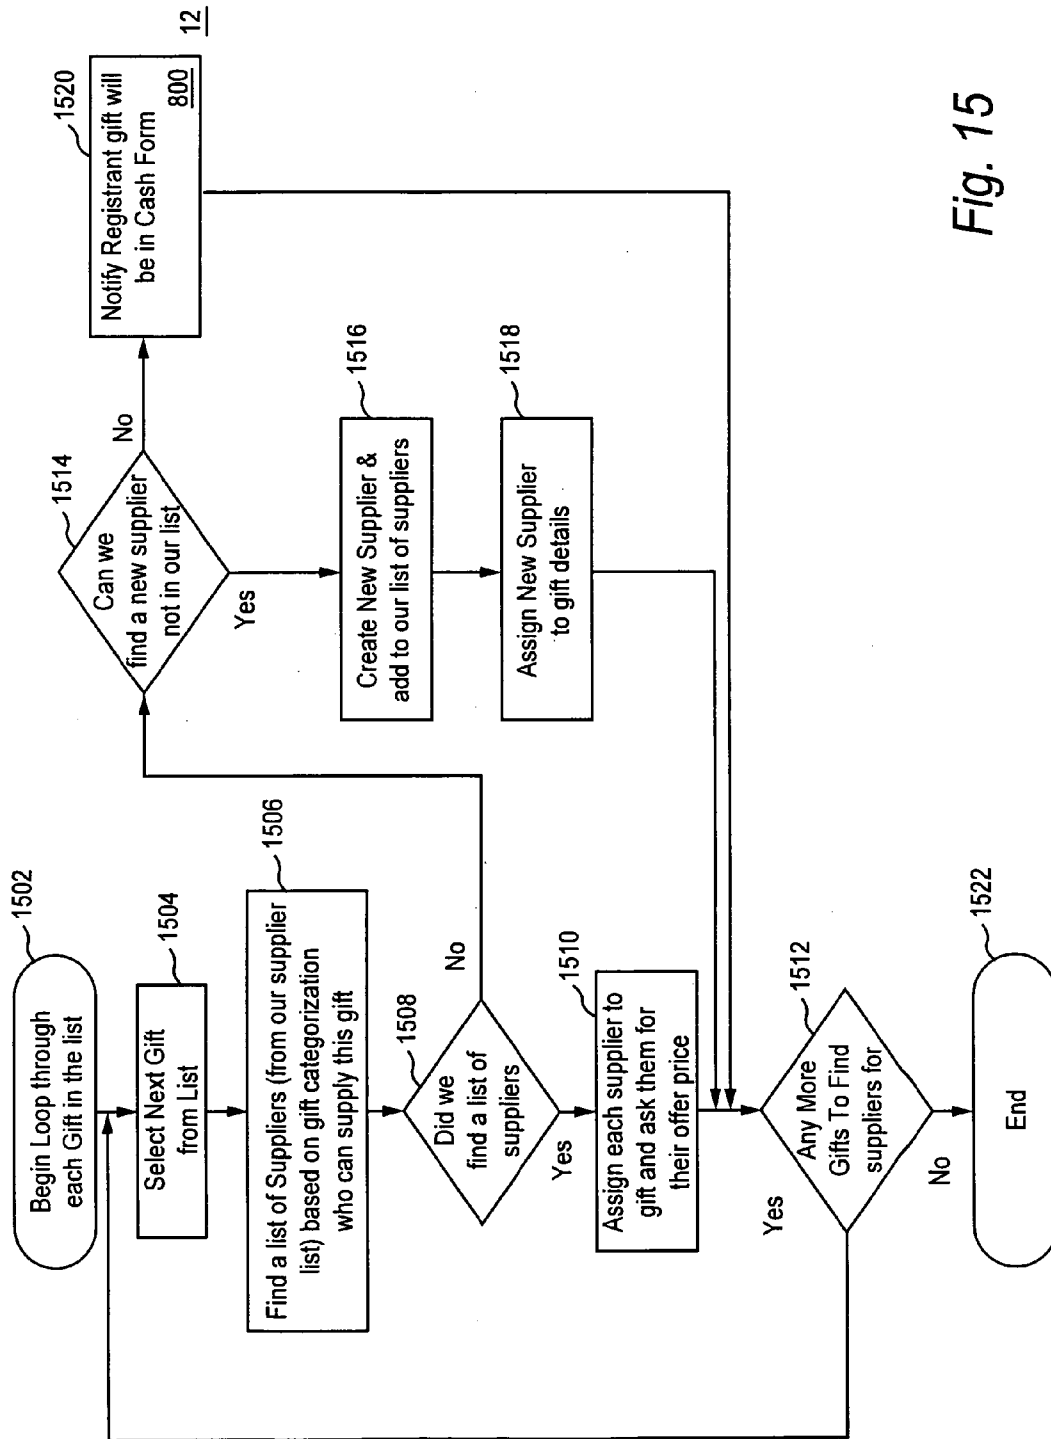 1502
Begin Loop through
each Gift in the list
1504
Select Next Gift
from List
1506
Find a list of Suppliers (from our supplier
list) based on gift categorization
who can supply this gift
1508
Did we
find a list of
suppliers
No
Yes
1510
Assign each supplier to
gift and ask them for
their offer price
1512
Any More
Gifts To Find
suppliers for
Yes
No
1522
End
1514
Can we
find a new supplier
not in our list
No
Yes
1516
Create New Supplier &
add to our list of suppliers
1518
Assign New Supplier
to gift details
1520
Notify Registrant gift will
be in Cash Form
800
12
Fig. 15